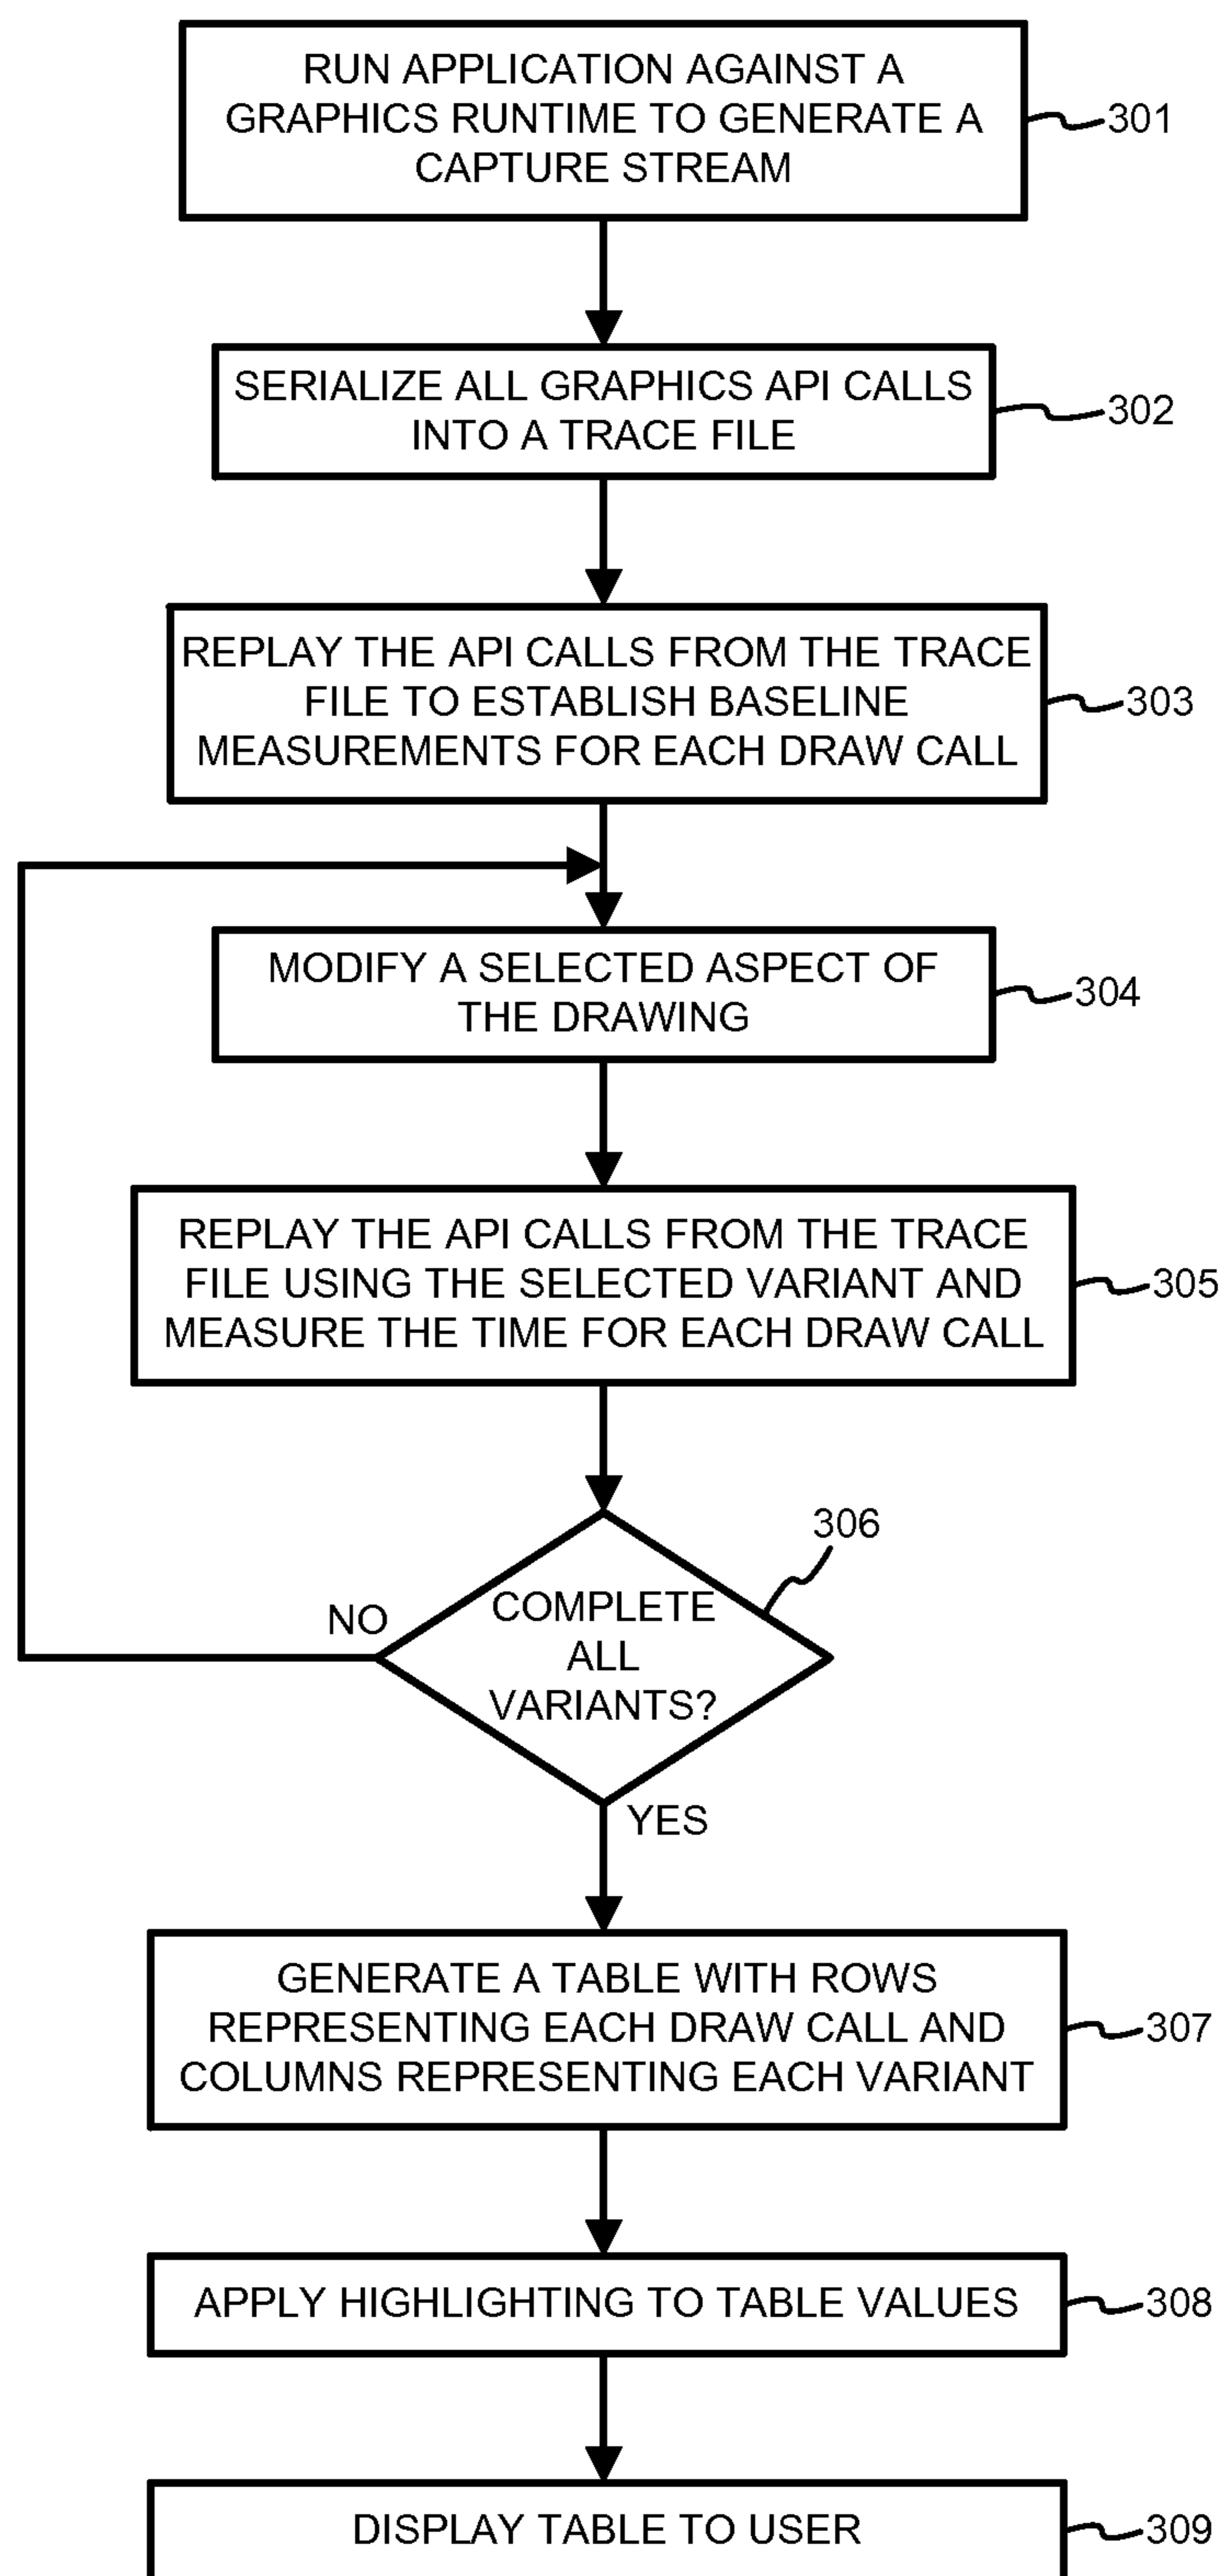 RUN APPLICATION AGAINST A
GRAPHICS RUNTIME TO GENERATE A
CAPTURE STREAM
301
SERIALIZE ALL GRAPHICS API CALLS
INTO A TRACE FILE
302
REPLAY THE API CALLS FROM THE TRACE
FILE TO ESTABLISH BASELINE
MEASUREMENTS FOR EACH DRAW CALL
303
MODIFY A SELECTED ASPECT OF
THE DRAWING
304
REPLAY THE API CALLS FROM THE TRACE
FILE USING THE SELECTED VARIANT AND
MEASURE THE TIME FOR EACH DRAW CALL
305
306
NO
COMPLETE
ALL
VARIANTS?
YES
GENERATE A TABLE WITH ROWS
REPRESENTING EACH DRAW CALL AND
COLUMNS REPRESENTING EACH VARIANT
307
APPLY HIGHLIGHTING TO TABLE VALUES
308
DISPLAY TABLE TO USER
309